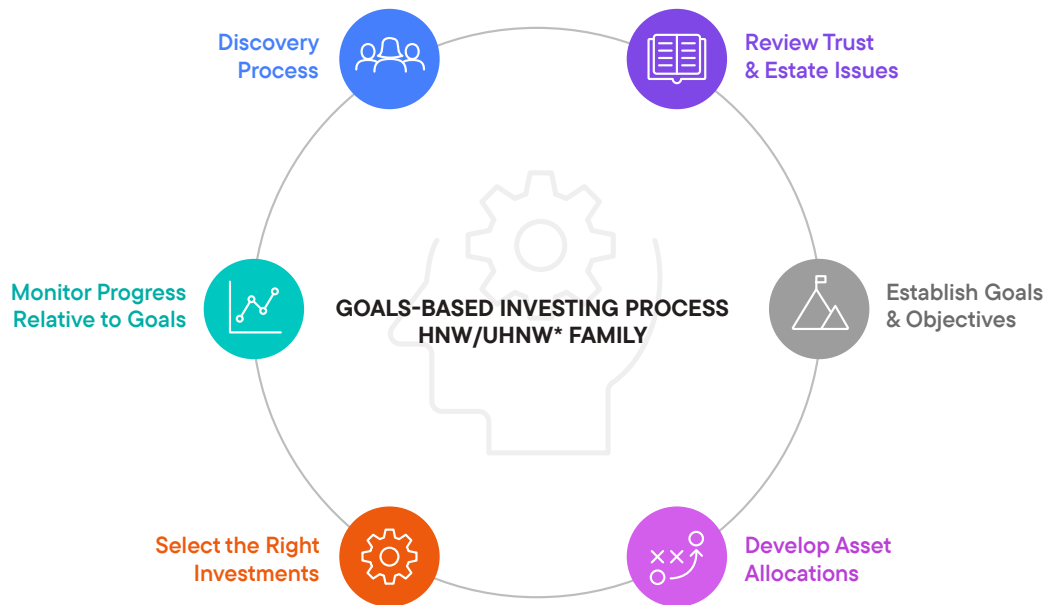 Discovery
Process
Review Trust
& Estate Issues
Establish Goals
& Objectives
Develop Asset
Allocations
Select the Right
Investments
Monitor Progress
Relative to Goals
GOALS-BASED INVESTING PROCESS
HNW/UHNW* FAMILY